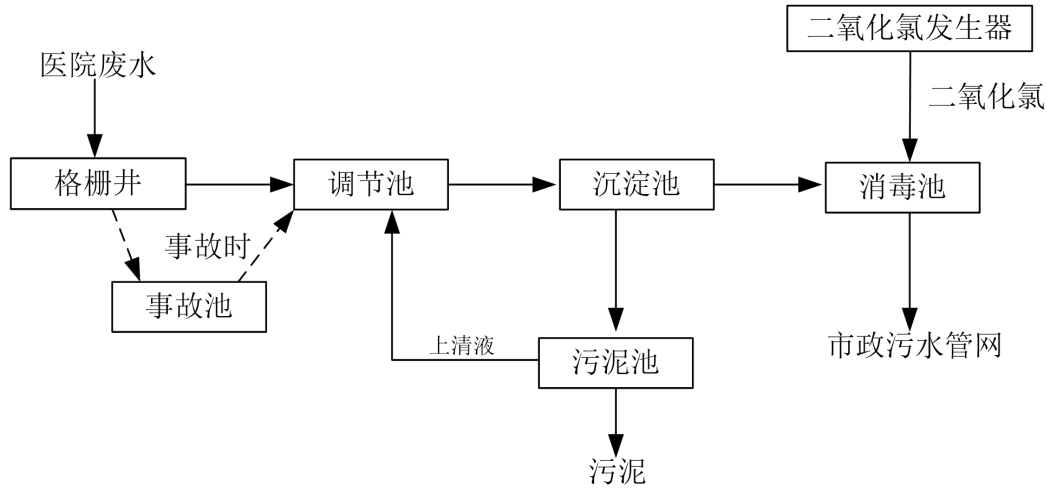 二氧化氯发生器
医院废水
二氧化氯
格栅井
调节池
沉淀池
消毒池
事故时
事故池
上清液
污泥池
市政污水管网
污泥